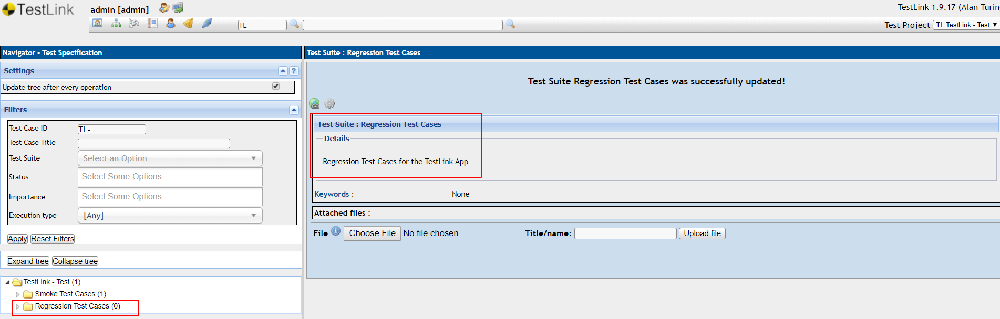 TestLink
admin [admin]
TestLink 1.9.17 (Alan Turin
TL-
Test Project TL:TestLink - Test
Navigator - Test Specification
Settings
?
Update tree after every operation
Filters
Test Case ID TL-
Test Case Title
Test Suite Select an Option
Status Select Some Options
Importance Select Some Options
Execution type [Any]
Apply Reset Filters
Expand tree Collapse tree
TestLink - Test (1)
Smoke Test Cases (1)
Regression Test Cases (0)
Test Suite : Regression Test Cases
Test Suite Regression Test Cases was successfully updated!
Test Suite : Regression Test Cases
Details
Regression Test Cases for the TestLink App
Keywords : None
Attached files :
File i Choose File No file chosen Title/name: Upload file